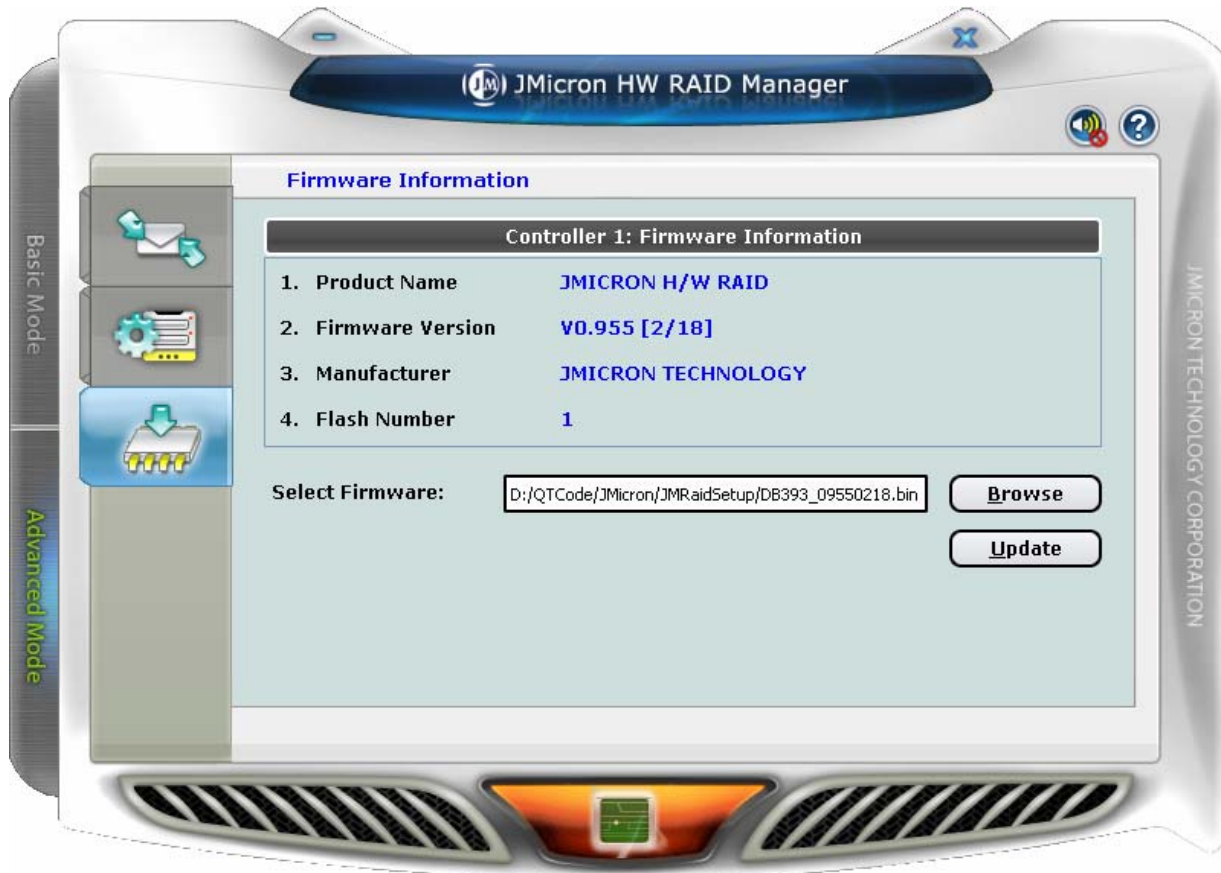 JM JMicron HW RAID Manager
Basic Mode
Advanced Mode
Firmware Information
Controller 1: Firmware Information
1. Product Name JMICRON H/W RAID
2. Firmware Version V0.955 [2/18]
3. Manufacturer JMICRON TECHNOLOGY
4. Flash Number 1
Select Firmware: D:/QTCode/JMicron/JMRaidSetup/DB393_09550218.bin Browse
Update
JMICRON TECHNOLOGY CORPORATION